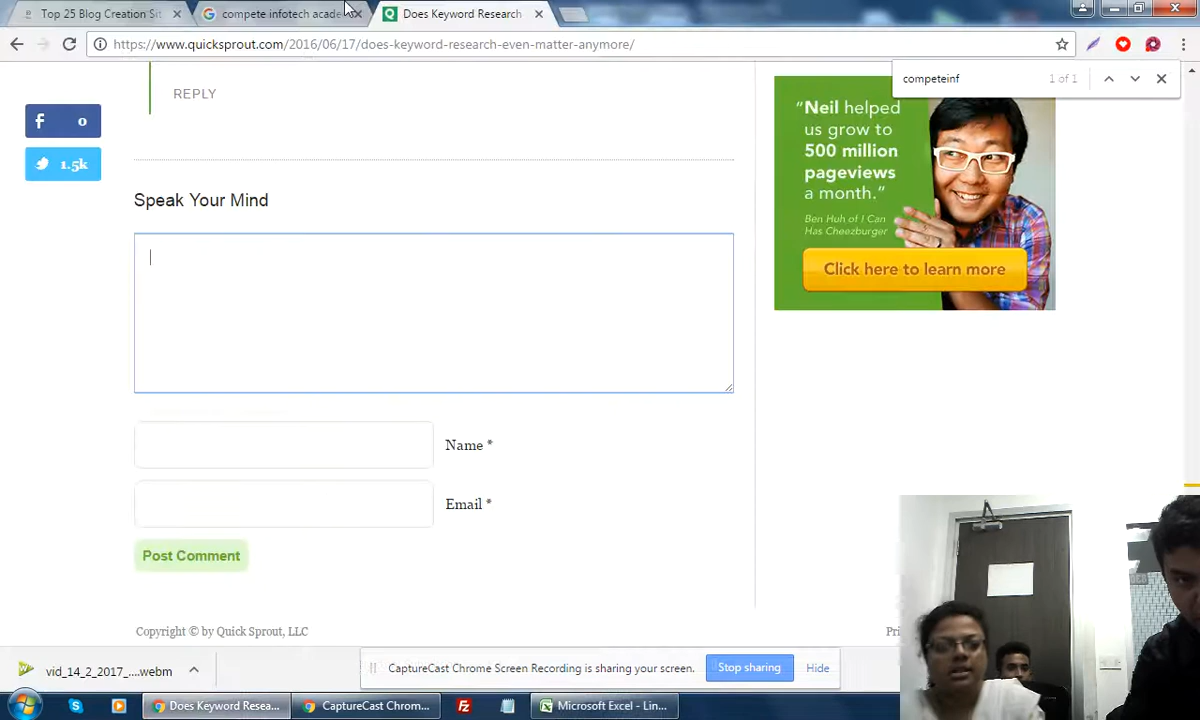 Top 25 Blog Creation Sit
compete infotech acade
Does Keyword Research
https://www.quicksprout.com/2016/06/17/does-keyword-research-even-matter-anymore/
competeinf
1 of 1
REPLY
0
1.5k
Speak Your Mind
Name *
Email *
Post Comment
Copyright © by Quick Sprout, LLC
"Neil helped
us grow to
500 million
pageviews
a month."
Ben Huh of I Can
Has Cheezburger
Click here to learn more
vid_14_2_2017_....webm
CaptureCast Chrome Screen Recording is sharing your screen.
Stop sharing
Hide
Does Keyword Resea...
CaptureCast Chrom...
Microsoft Excel - Lin...